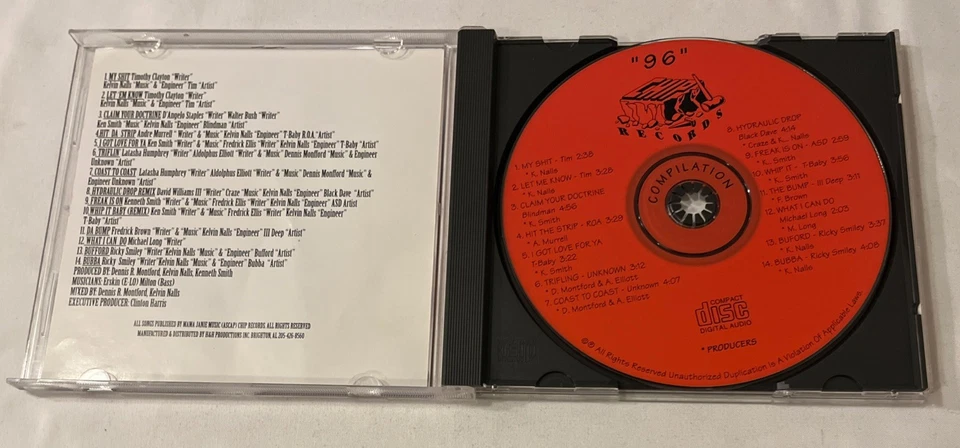 1. MY SHIT Timothy Clayton "Writer"
Kelvin Nalls "Music" & "Engineer" Tim "Artist"
2. LET 'EM KNOW Timothy Clayton "Writer"
Kelvin Nalls "Music" & "Engineer" Tim "Artist"
3. CLAIM YOUR DOCTRINE D'Angelo Staples "Writer" Walter Bush "Writer"
Ken Smith "Music" Kelvin Nalls "Engineer" Blindman "Artist"
4. HIT DA STRIP Andre Murrell "Writer" & "Music" Kelvin Nalls "Engineer" T-Baby R.O.A. "Artist"
5. I GOT LOVE FOR YA Ken Smith "Writer" "Music" Fredrick Ellis "Writer" Kelvin Nalls "Engineer" T-Baby "Artist"
6. TRIFLIN' Latasha Humphrey "Writer" Aldolphus Elliott "Writer" & "Music" Dennis Montford "Music" & Engineer
Unknown "Artist"
7. COAST TO COAST Latasha Humphrey "Writer" Aldolphus Elliott "Writer" & "Music" Dennis Montford "Music" &
Engineer Unknown "Artist"
8. HYDRAULIC DROP REMIX David Williams III "Writer" Craze "Music" Kelvin Nalls "Engineer" Black Dave "Artist"
9. FREAK IS ON Kenneth Smith "Writer" & "Music" Fredrick Ellis "Writer" Kelvin Nalls "Engineer" ASD Artist
10. WHIP IT BABY (REMIX) Ken Smith "Writer" & "Music" Fredrick Ellis "Writer" Kelvin Nalls "Engineer"
T-Baby "Artist"
11. DA BUMP Fredrick Brown "Writer" & "Music" Kelvin Nalls "Engineer" III Deep "Artist"
12. WHAT I CAN DO Michael Long "Writer"
13. BUFFORD Ricky Smiley "Writer" Kelvin Nalls "Music" & "Engineer" Bufford "Artist"
14. BUBBA Ricky Smiley "Writer" Kelvin Nalls "Music" & "Engineer" Bubba "Artist"
PRODUCED BY: Dennis R. Montford, Kelvin Nalls, Kenneth Smith
MUSICIANS: Erskin (E-LO) Milton (Bass)
MIXED BY: Dennis R. Montford, Kelvin Nalls
EXECUTIVE PRODUCER: Clinton Harris
ALL SONGS PUBLISHED BY MAMA JANIE MUSIC (ASCAP) CHIP RECORDS. ALL RIGHTS RESERVED
MANUFACTURED & DISTRIBUTED BY H&H PRODUCTIONS INC. BRIGHTON, AL 205-426-8560
"96"
RECORDS
COMPILATION
1. MY SHIT - Tim 2:38
* K. Nalls
2. LET ME KNOW - Tim 3:25
* K. Nalls
3. CLAIM YOUR DOCTRINE
Blindman 4:56
* K. Smith
4. HIT THE STRIP - ROA 3:29
* A. Murrell
5. I GOT LOVE FOR YA
T-Baby 3:22
* K. Smith
6. TRIFLING - UNKNOWN 3:12
* D. Montford & A. Elliott
7. COAST TO COAST - Unknown 4:07
* D. Montford & A. Elliott
8. HYDRAULIC DROP
Black Dave 4:14
* Craze & K. Nalls
9. FREAK IS ON - ASD 2:59
* K. Smith
10. WHIP IT - T-Baby 3:56
* K. Smith
11. THE BUMP - III Deep 3:11
* F. Brown
12. WHAT I CAN DO
Michael Long 2:03
* M. Long
13. BUFORD - Ricky Smiley 3:37
* K. Nalls
14. BUBBA - Ricky Smiley 4:08
* K. Nalls
COMPACT
disc
DIGITAL AUDIO
* PRODUCERS
©℗ All Rights Reserved Unauthorized Duplication Is A Violation Of Applicable Laws